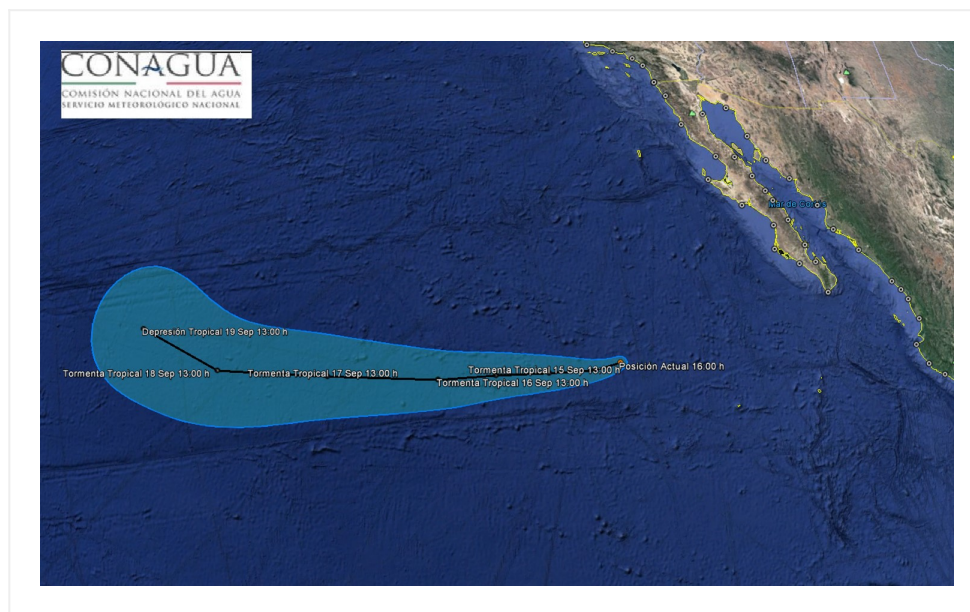 CONAGUA
COMISIÓN NACIONAL DEL AGUA
SERVICIO METEOROLÓGICO NACIONAL
Mar de Cortés
Depresión Tropical 19 Sep 13:00 h
Posición Actual 16:00 h
Tormenta Tropical 15 Sep 13:00 h
Tormenta Tropical 18 Sep 13:00 h
Tormenta Tropical 17 Sep 13:00 h
Tormenta Tropical 16 Sep 13:00 h